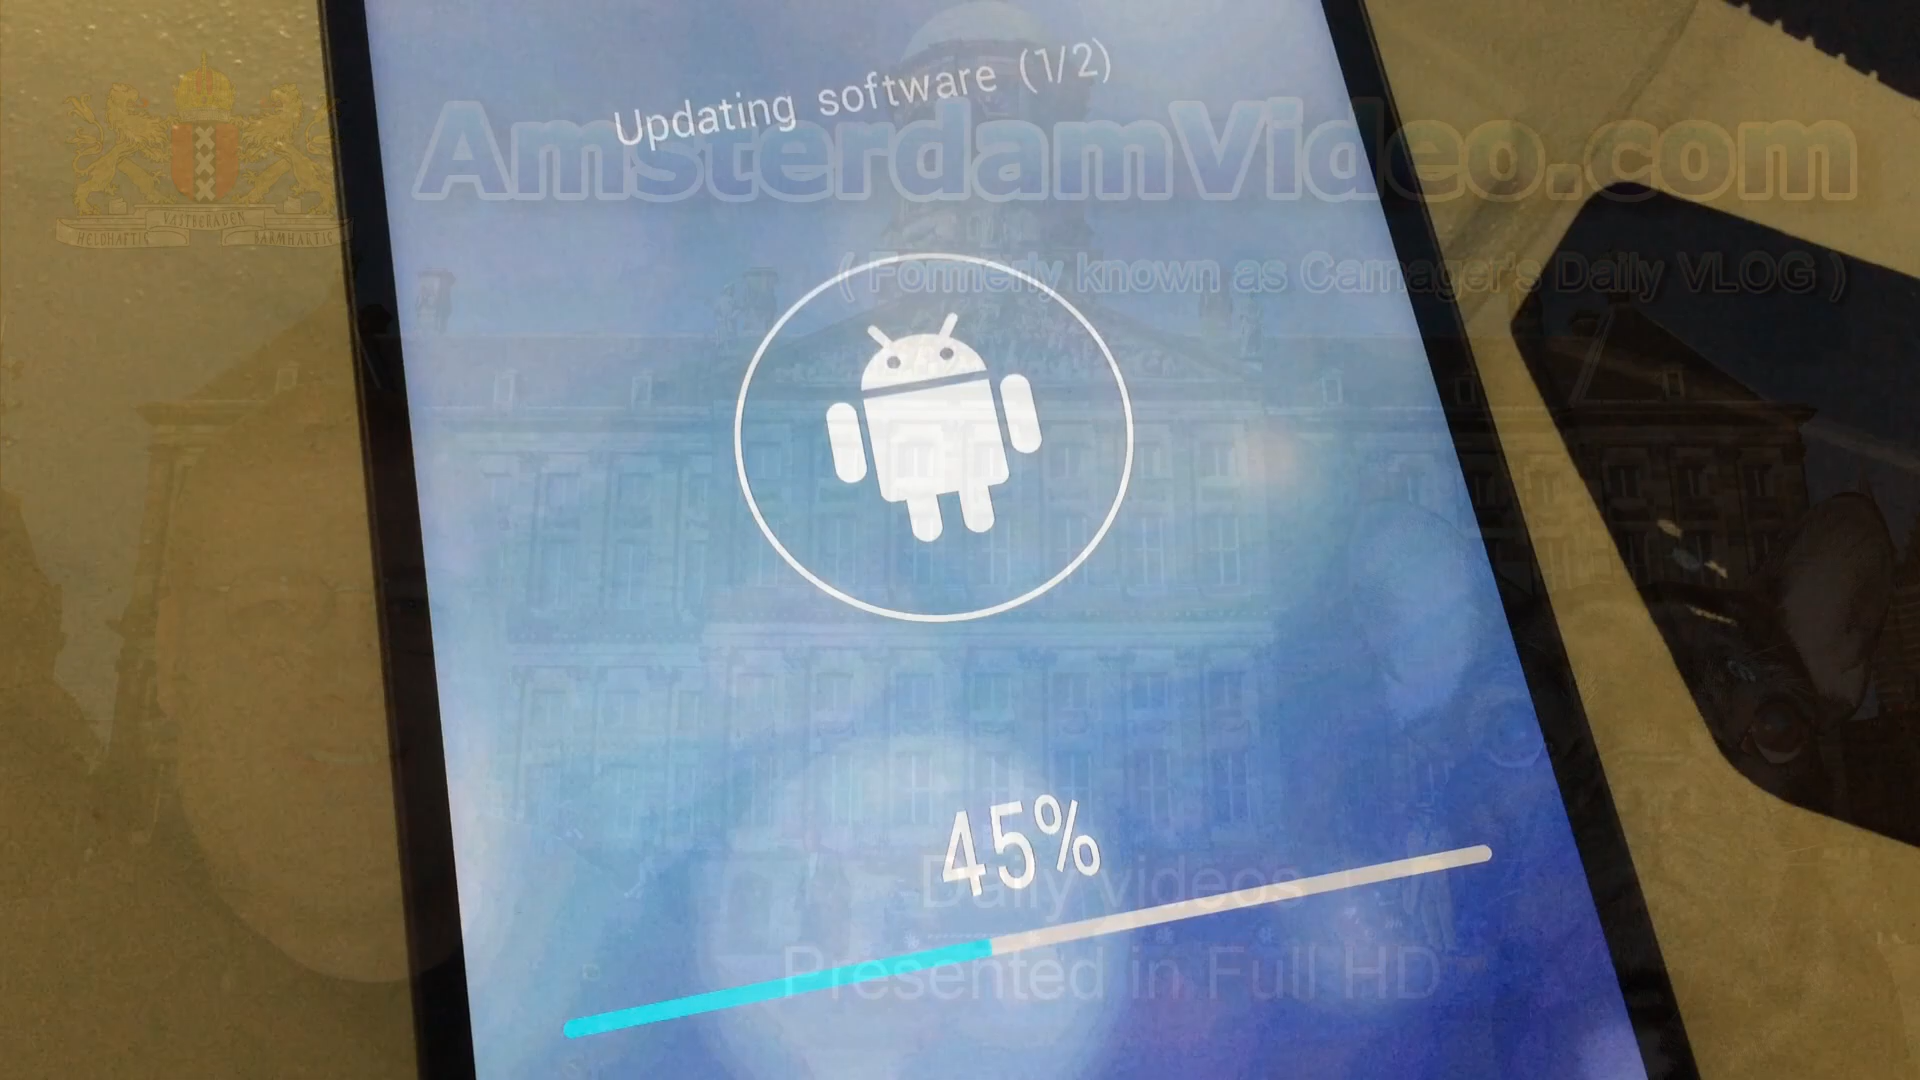 Updating software (1/2)
AmsterdamVideo.com
HELDHAFTIG VASTBERADEN BARMHARTIG
( Formerly known as Camager's Daily VLOG )
45%
Daily videos
Presented in Full HD